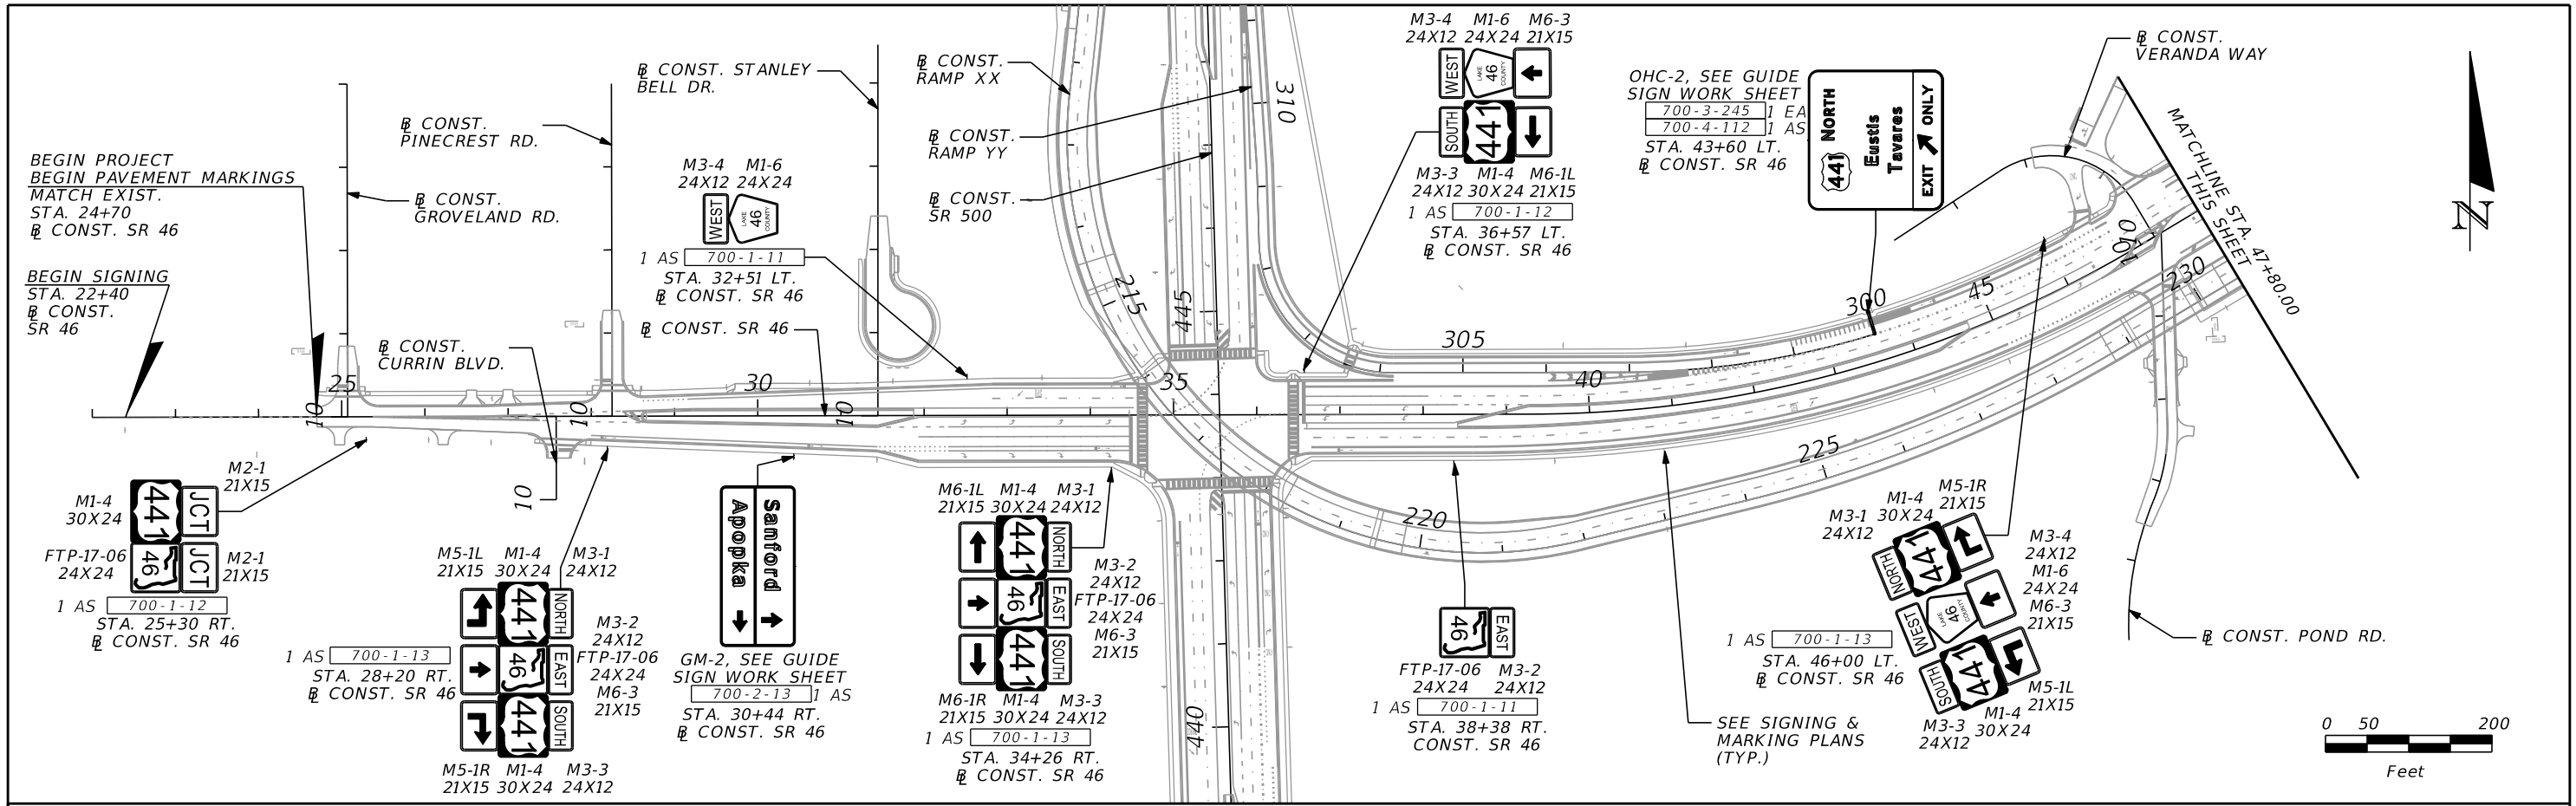 BEGIN PROJECT
BEGIN PAVEMENT MARKINGS
MATCH EXIST.
STA. 24+70
℄ CONST. SR 46
BEGIN SIGNING
STA. 22+40
℄ CONST.
SR 46
℄ CONST.
GROVELAND RD.
℄ CONST.
PINECREST RD.
℄ CONST.
CURRIN BLVD.
℄ CONST. STANLEY
BELL DR.
M3-4 M1-6
24X12 24X24
WEST
LAKE
46
COUNTY
1 AS 700-1-11
STA. 32+51 LT.
℄ CONST. SR 46
℄ CONST. SR 46
℄ CONST.
RAMP XX
℄ CONST.
RAMP YY
℄ CONST.
SR 500
M3-4 M1-6 M6-3
24X12 24X24 21X15
WEST
LAKE
46
COUNTY
SOUTH
441
M3-3 M1-4 M6-1L
24X12 30X24 21X15
1 AS 700-1-12
STA. 36+57 LT.
℄ CONST. SR 46
OHC-2, SEE GUIDE
SIGN WORK SHEET
700-3-245 1 EA
700-4-112 1 AS
STA. 43+60 LT.
℄ CONST. SR 46
441 NORTH
Eustis
Tavares
EXIT ONLY
℄ CONST.
VERANDA WAY
MATCHLINE STA. 47+80.00
THIS SHEET
N
25
30
35
40
45
10
10
10
10
10
215
220
225
230
300
305
310
445
440
M2-1
21X15
M1-4
30X24
441
JCT
FTP-17-06
24X24
46
JCT
M2-1
21X15
1 AS 700-1-12
STA. 25+30 RT.
℄ CONST. SR 46
M5-1L M1-4 M3-1
21X15 30X24 24X12
441
NORTH
46
EAST
441
SOUTH
M3-2
24X12
FTP-17-06
24X24
M6-3
21X15
1 AS 700-1-13
STA. 28+20 RT.
℄ CONST. SR 46
M5-1R M1-4 M3-3
21X15 30X24 24X12
Sanford
Apopka
GM-2, SEE GUIDE
SIGN WORK SHEET
700-2-13 1 AS
STA. 30+44 RT.
℄ CONST. SR 46
M6-1L M1-4 M3-1
21X15 30X24 24X12
441
NORTH
46
EAST
441
SOUTH
M3-2
24X12
FTP-17-06
24X24
M6-3
21X15
M6-1R M1-4 M3-3
21X15 30X24 24X12
1 AS 700-1-13
STA. 34+26 RT.
℄ CONST. SR 46
46
EAST
FTP-17-06 M3-2
24X24 24X12
1 AS 700-1-11
STA. 38+38 RT.
CONST. SR 46
SEE SIGNING &
MARKING PLANS
(TYP.)
M5-1R
21X15
M1-4
30X24
M3-1
24X12
NORTH
441
M3-4
24X12
M1-6
24X24
M6-3
21X15
WEST
LAKE
46
COUNTY
SOUTH
441
1 AS 700-1-13
STA. 46+00 LT.
℄ CONST. SR 46
M5-1L
21X15
M1-4
30X24
M3-3
24X12
℄ CONST. POND RD.
0 50 200
Feet